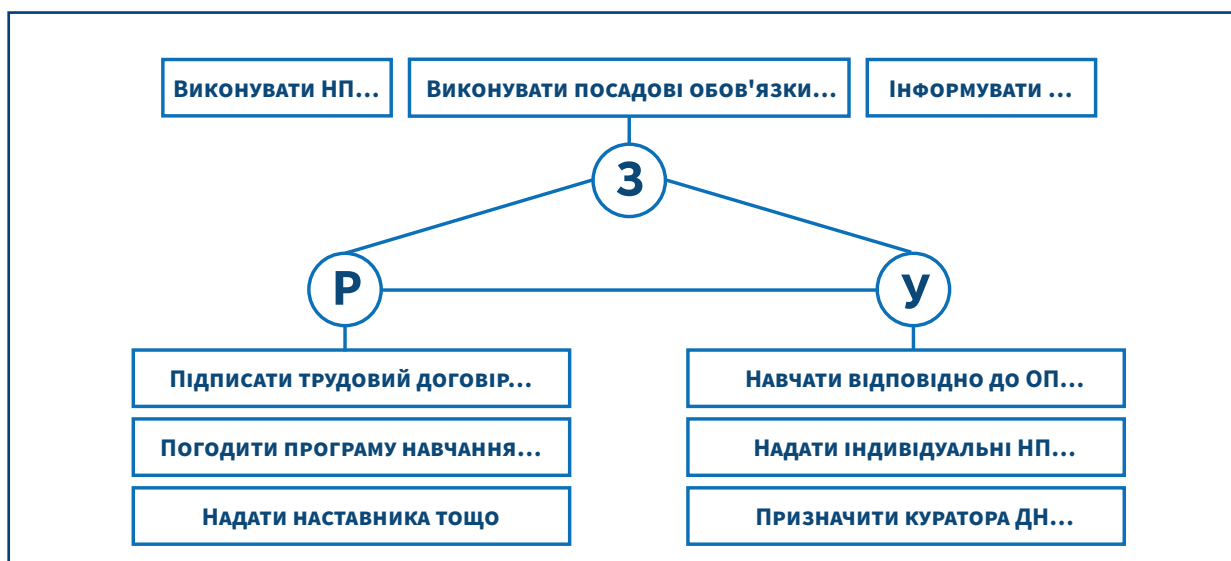 Виконувати НП...
Виконувати посадові обов'язки...
Інформувати ...
З
Р
У
Підписати трудовий договір...
Навчати відповідно до ОП...
Погодити програму навчання...
Надати індивідуальні НП...
Надати наставника тощо
Призначити куратора ДН...